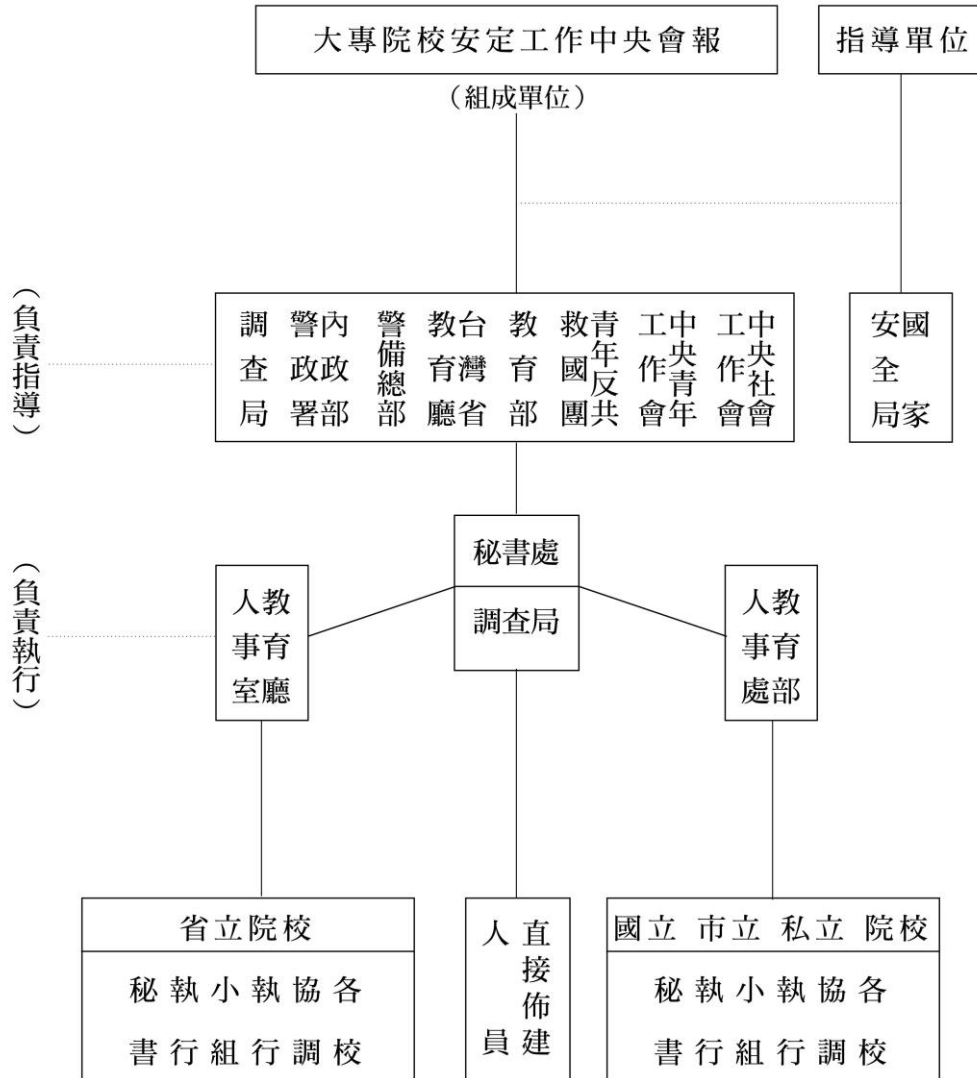 大專院校安定工作中央會報
指導單位
（組成單位）
（負責指導）
中央社會
工作會
中央青年
工作會
青年反共
救國團
教育部
台灣省
教育廳
警備總部
內政部
警政署
調查局
國家
安全局
秘書處
調查局
（負責執行）
教育廳
人事室
教育部
人事處
省立院校
各校
協調
執行
小組
執行
秘書
直接佈建
人員
國立 市立 私立 院校
各校
協調
執行
小組
執行
秘書